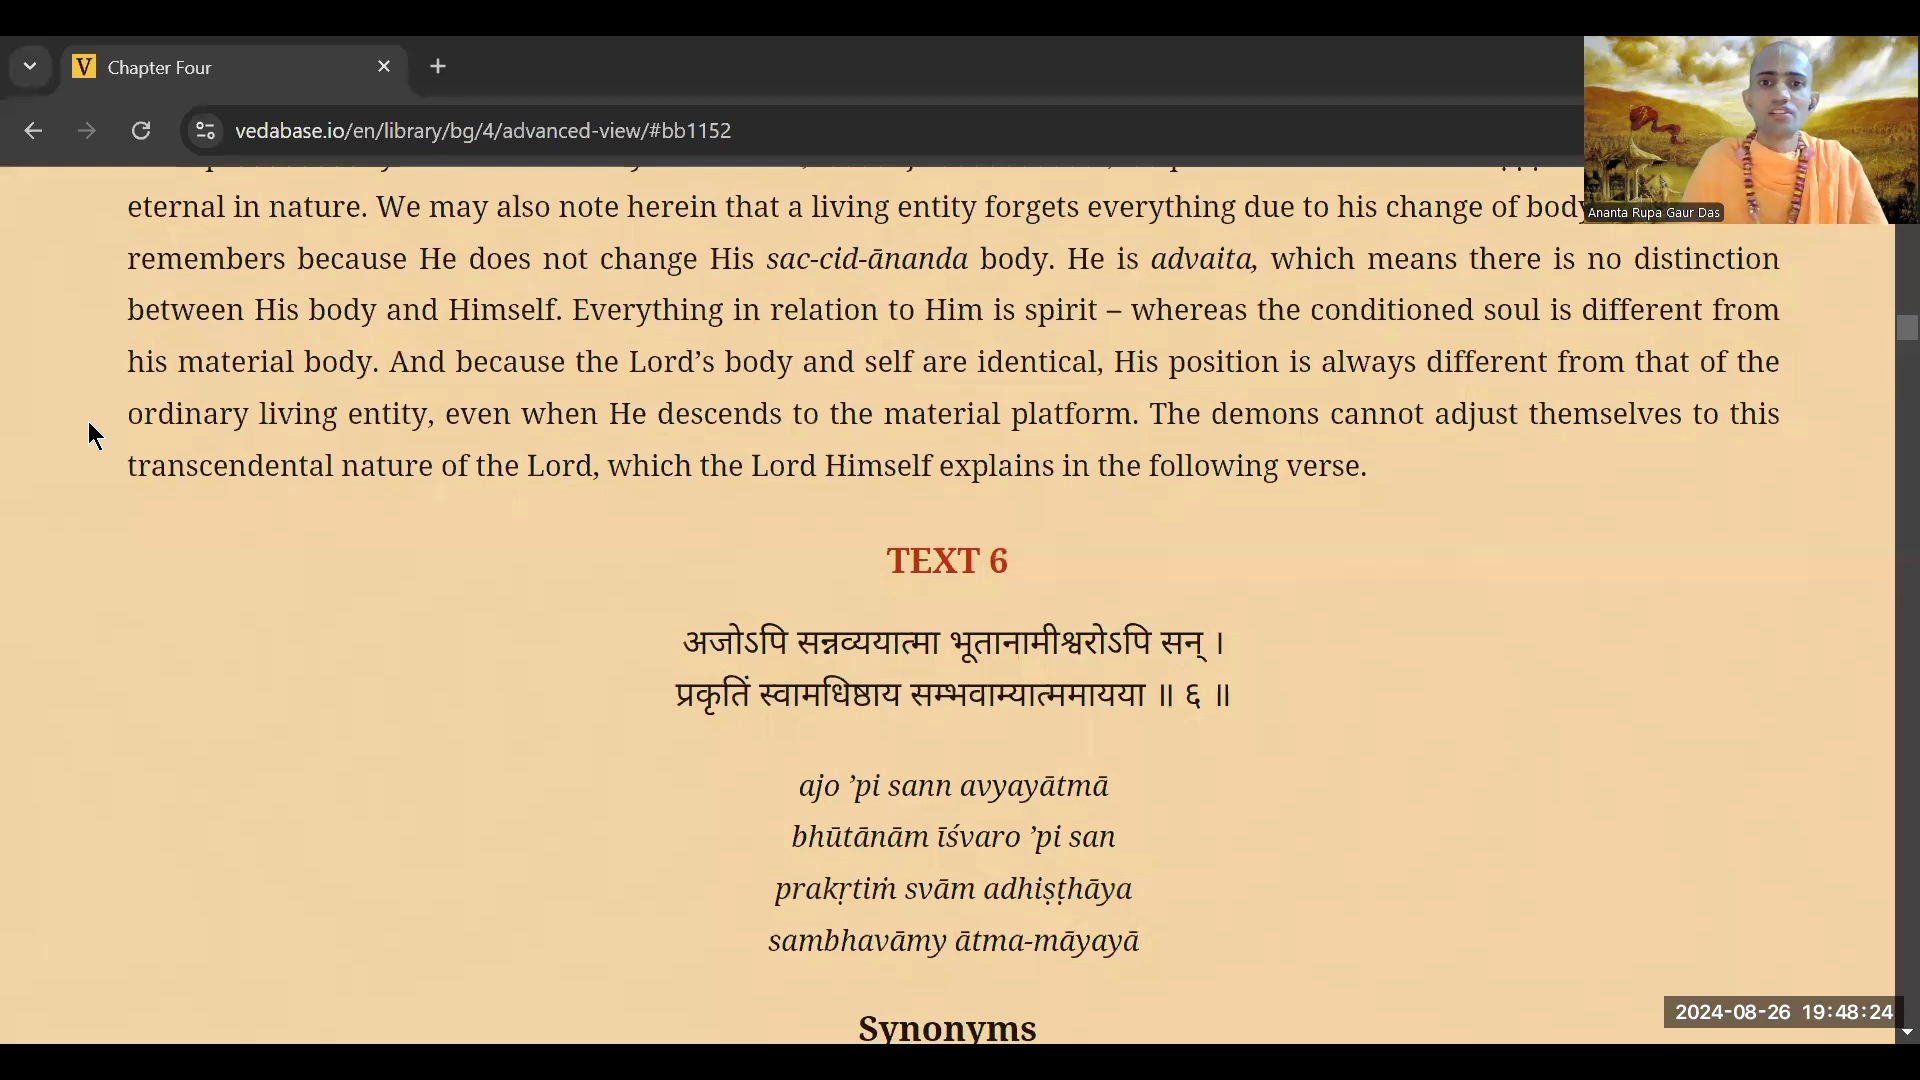 Chapter Four
vedabase.io/en/library/bg/4/advanced-view/#bb1152
Ananta Rupa Gaur Das
eternal in nature. We may also note herein that a living entity forgets everything due to his change of body
remembers because He does not change His sac-cid-ānanda body. He is advaita, which means there is no distinction
between His body and Himself. Everything in relation to Him is spirit – whereas the conditioned soul is different from
his material body. And because the Lord’s body and self are identical, His position is always different from that of the
ordinary living entity, even when He descends to the material platform. The demons cannot adjust themselves to this
transcendental nature of the Lord, which the Lord Himself explains in the following verse.
TEXT 6
अजोऽपि सन्नव्ययात्मा भूतानामीश्वरोऽपि सन् ।
प्रकृतिं स्वामधिष्ठाय सम्भवाम्यात्ममायया ॥ ६ ॥
ajo ’pi sann avyayātmā
bhūtānām īśvaro ’pi san
prakṛtiṁ svām adhiṣṭhāya
sambhavāmy ātma-māyayā
Synonyms
2024-08-26 19:48:24